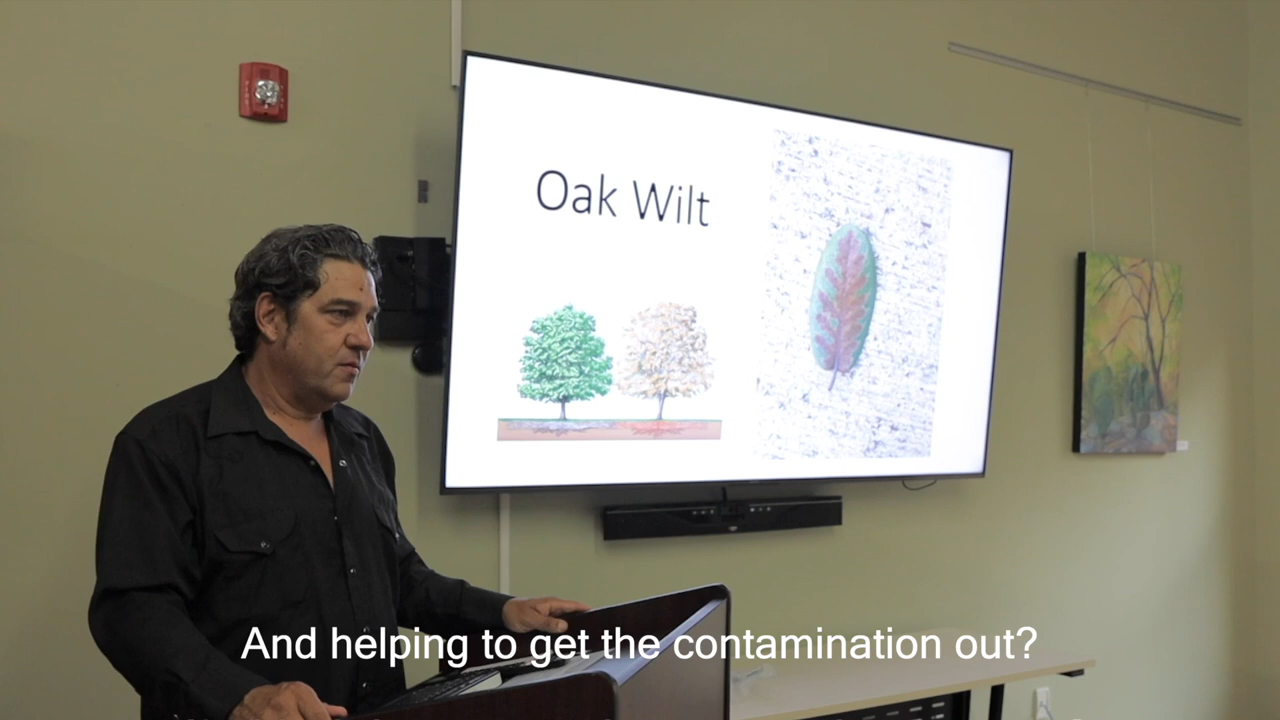 Oak Wilt
And helping to get the contamination out?